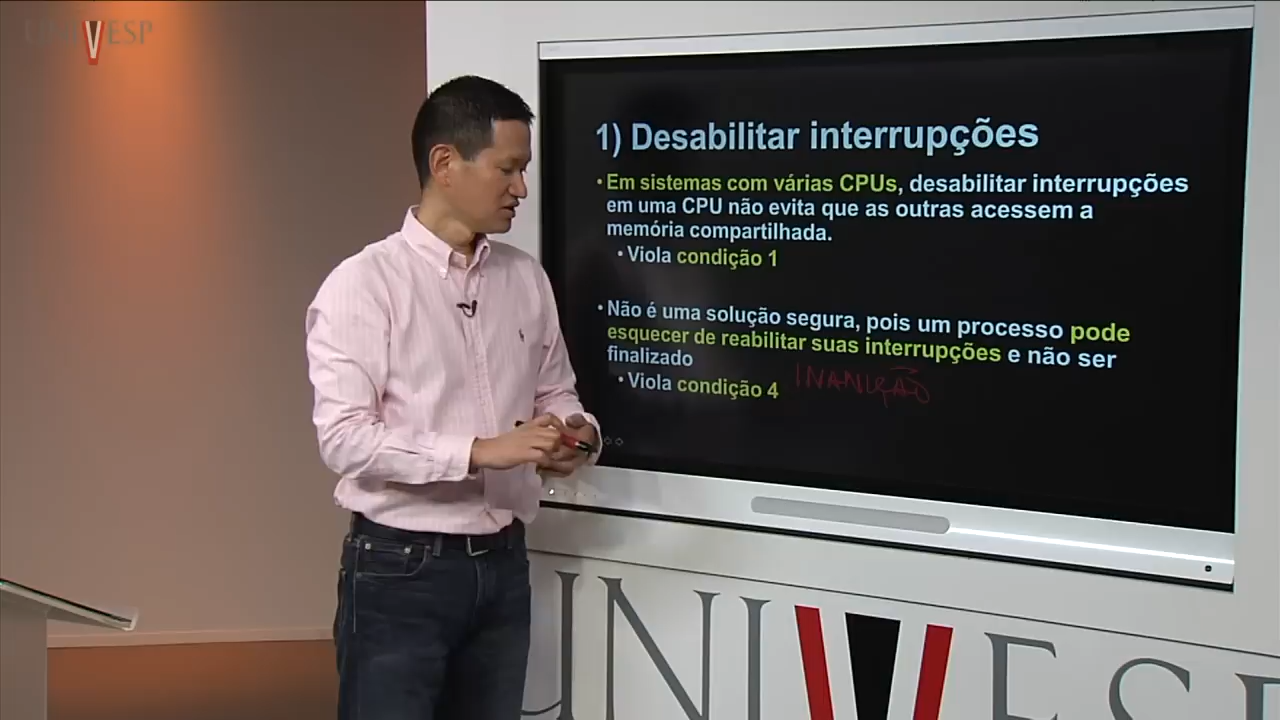 UNIVESP
1) Desabilitar interrupções
• Em sistemas com várias CPUs, desabilitar interrupções
em uma CPU não evita que as outras acessem a
memória compartilhada.
• Viola condição 1
• Não é uma solução segura, pois um processo pode
esquecer de reabilitar suas interrupções e não ser
finalizado
• Viola condição 4 INANIÇÃO
UNIVESP